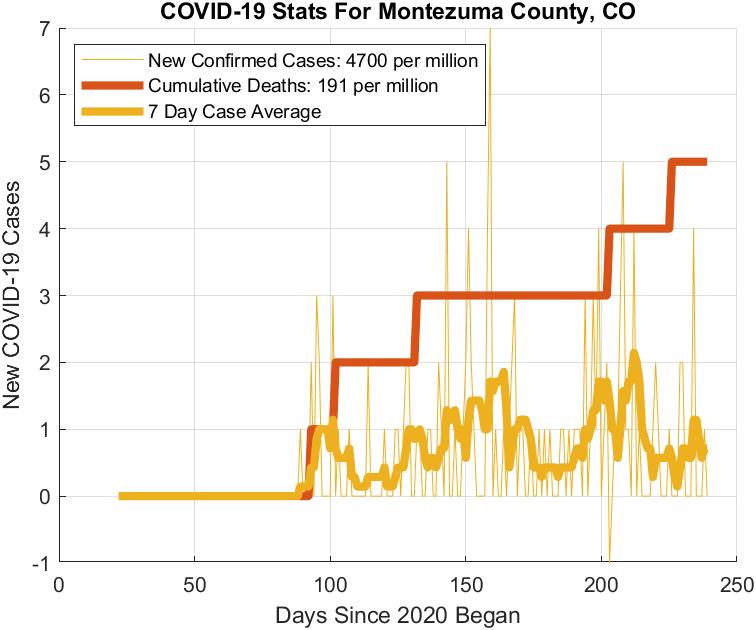 COVID-19 Stats For Montezuma County, CO
New Confirmed Cases: 4700 per million
Cumulative Deaths: 191 per million
7 Day Case Average
New COVID-19 Cases
7
6
5
4
3
2
1
0
-1
0 50 100 150 200 250
Days Since 2020 Began